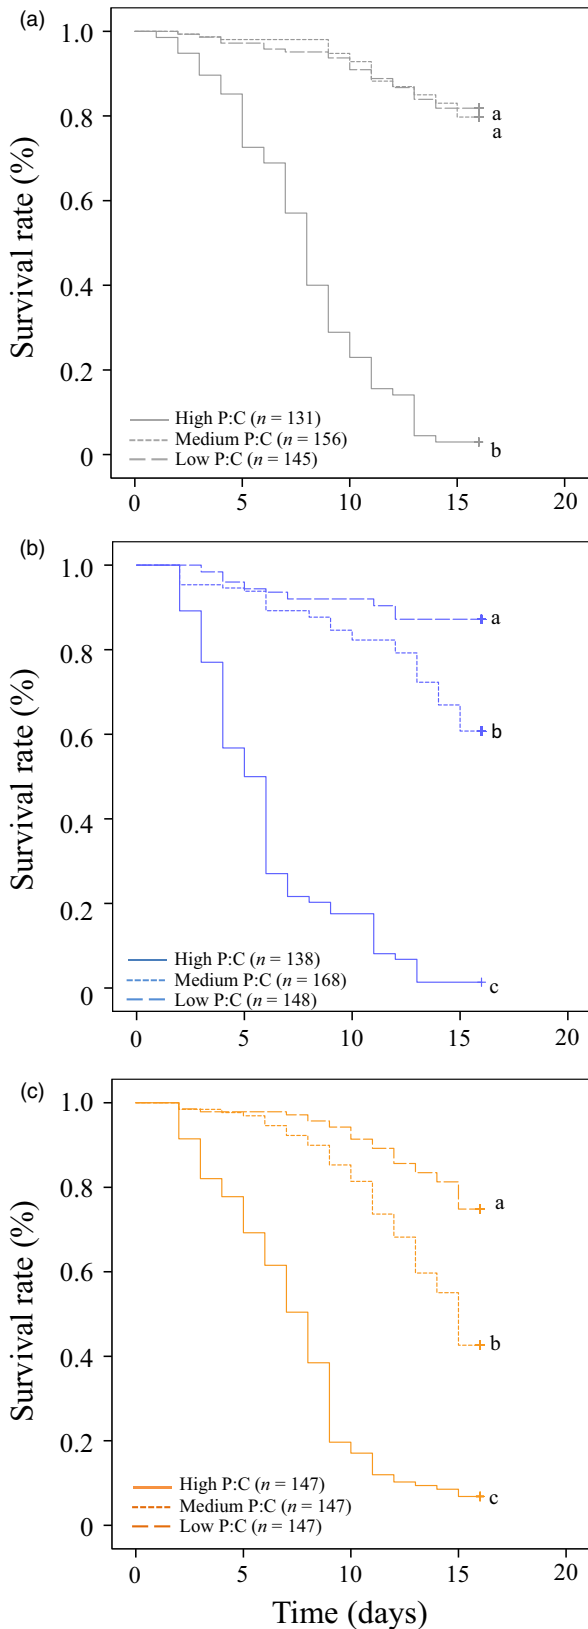 (a)
1.0
0.8
0.6
0.4
0.2
0
Survival rate (%)
a
a
b
High P:C (n = 131)
Medium P:C (n = 156)
Low P:C (n = 145)
0 5 10 15 20
(b)
1.0
0.8
0.6
0.4
0.2
0
Survival rate (%)
a
b
c
High P:C (n = 138)
Medium P:C (n = 168)
Low P:C (n = 148)
0 5 10 15 20
(c)
1.0
0.8
0.6
0.4
0.2
0
Survival rate (%)
a
b
c
High P:C (n = 147)
Medium P:C (n = 147)
Low P:C (n = 147)
0 5 10 15 20
Time (days)